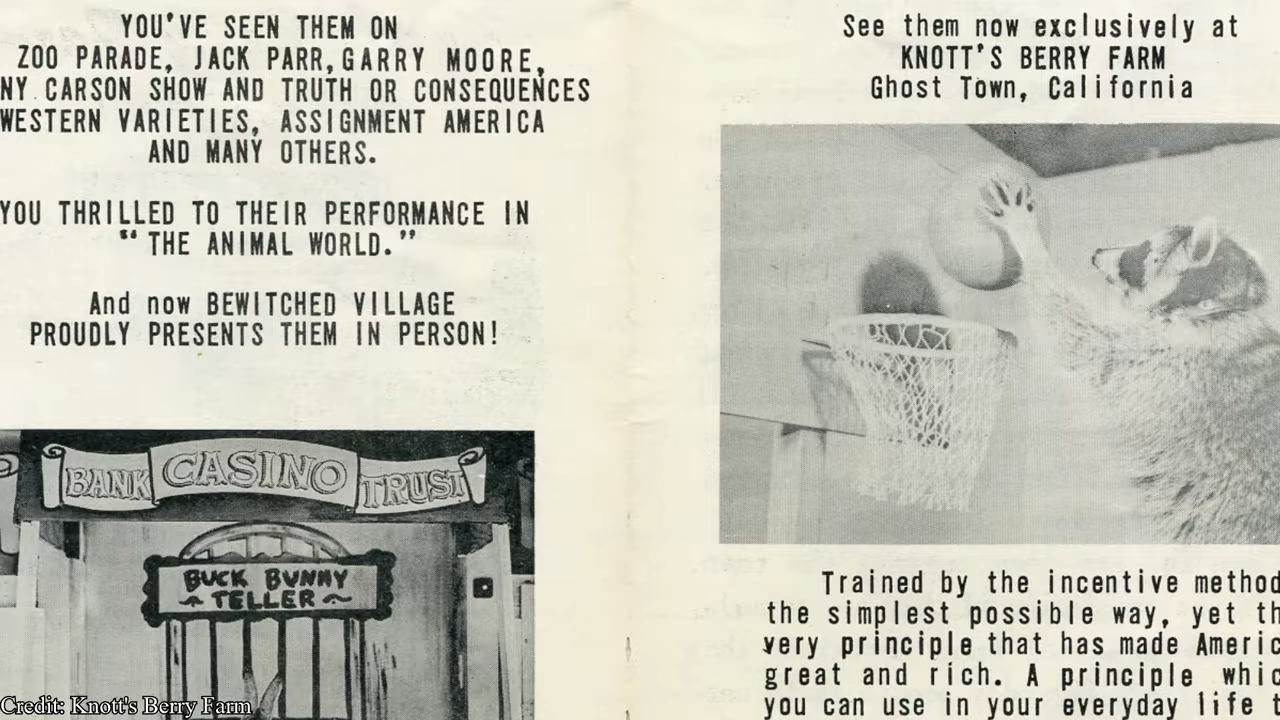 YOU'VE SEEN THEM ON
ZOO PARADE, JACK PARR, GARRY MOORE,
NY CARSON SHOW AND TRUTH OR CONSEQUENCES
WESTERN VARIETIES, ASSIGNMENT AMERICA
AND MANY OTHERS.
YOU THRILLED TO THEIR PERFORMANCE IN
"THE ANIMAL WORLD."
And now BEWITCHED VILLAGE
PROUDLY PRESENTS THEM IN PERSON!
BANK CASINO TRUST
BUCK BUNNY
TELLER
Credit: Knott's Berry Farm
See them now exclusively at
KNOTT'S BERRY FARM
Ghost Town, California
Trained by the incentive method
the simplest possible way, yet th
very principle that has made Americ
great and rich. A principle whic
you can use in your everyday life t